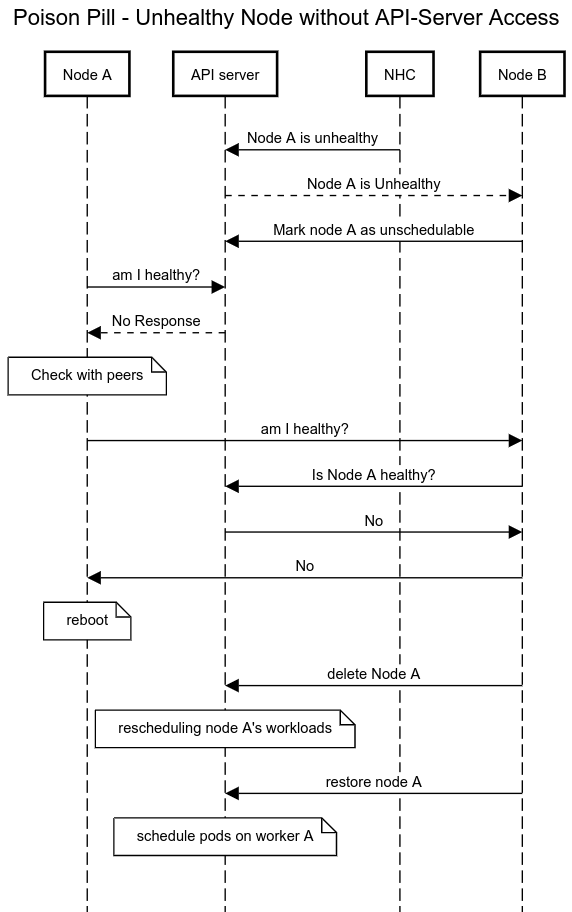 Poison Pill - Unhealthy Node without API-Server Access
Node A
API server
NHC
Node B
Node A is unhealthy
Node A is Unhealthy
Mark node A as unschedulable
am I healthy?
No Response
Check with peers
am I healthy?
Is Node A healthy?
No
No
reboot
delete Node A
rescheduling node A's workloads
restore node A
schedule pods on worker A